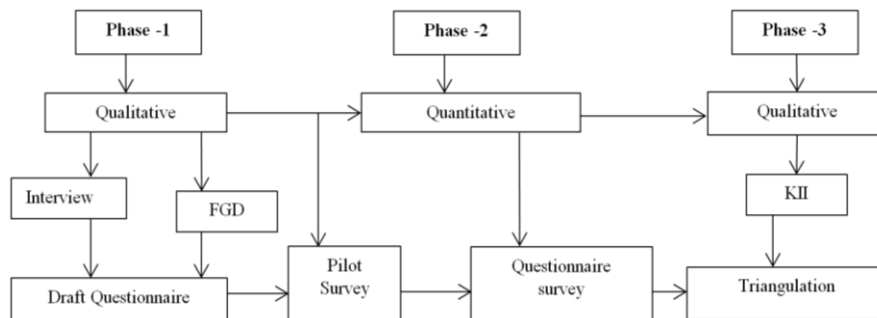 Phase -1
Phase -2
Phase -3
Qualitative
Quantitative
Qualitative
Interview
FGD
KII
Draft Questionnaire
Pilot
Survey
Questionnaire
survey
Triangulation